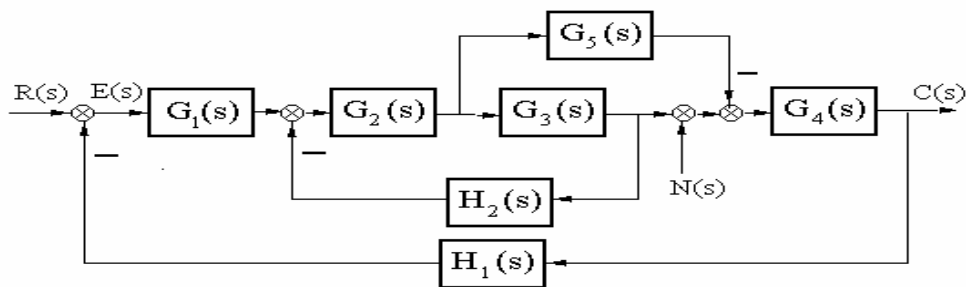 G₅(s)
R(s) E(s) G₁(s) G₂(s) G₃(s) G₄(s) C(s)
N(s)
H₂(s)
H₁(s)